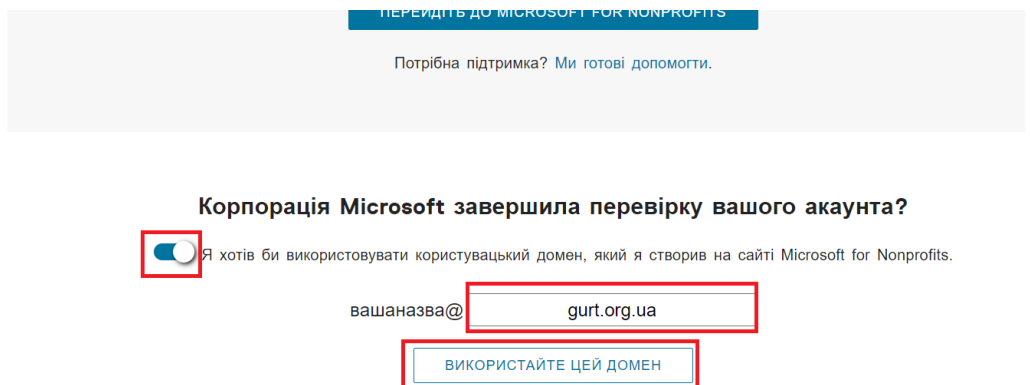 ПЕРЕЙДІТЬ ДО MICROSOFT FOR NONPROFITS
Потрібна підтримка? Ми готові допомогти.
Корпорація Microsoft завершила перевірку вашого акаунта?
Я хотів би використовувати користувацький домен, який я створив на сайті Microsoft for Nonprofits.
вашаназва@ gurt.org.ua
ВИКОРИСТАЙТЕ ЦЕЙ ДОМЕН